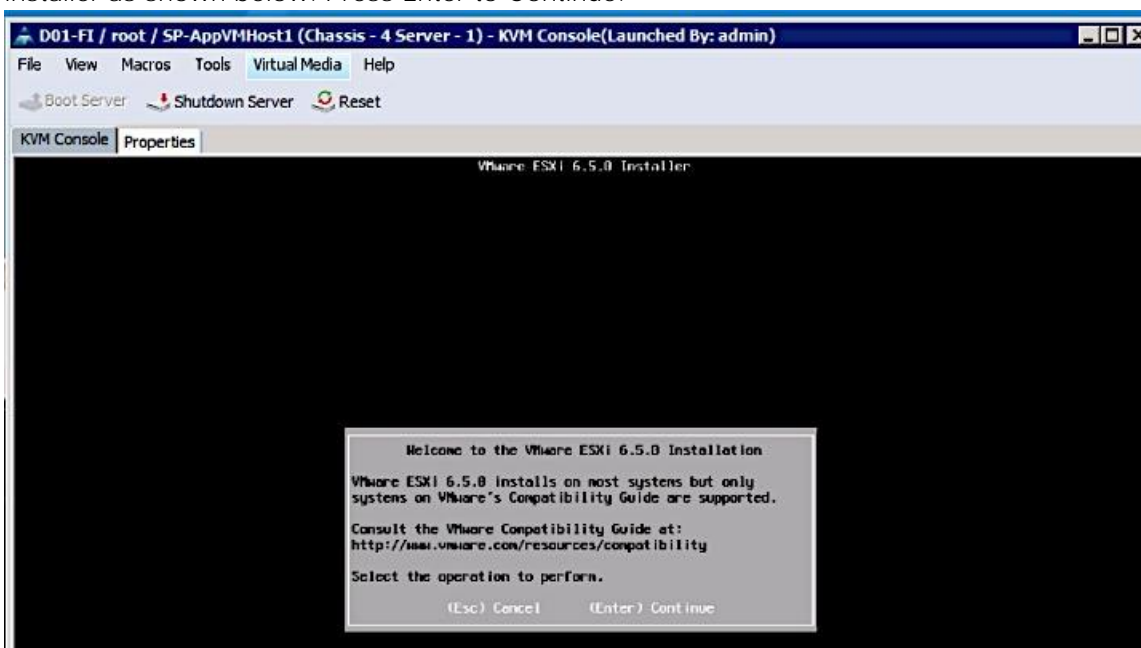 installer as shown below. Press Enter to Continue.
D01-FI / root / SP-AppVMHost1 (Chassis - 4 Server - 1) - KVM Console(Launched By: admin)
File View Macros Tools Virtual Media Help
Boot Server Shutdown Server Reset
KVM Console Properties
VMware ESXi 6.5.0 Installer
Welcome to the VMware ESXi 6.5.0 Installation
VMware ESXi 6.5.0 installs on most systems but only
systems on VMware's Compatibility Guide are supported.
Consult the VMware Compatibility Guide at:
http://www.vmware.com/resources/compatibility
Select the operation to perform.
(Esc) Cancel (Enter) Continue